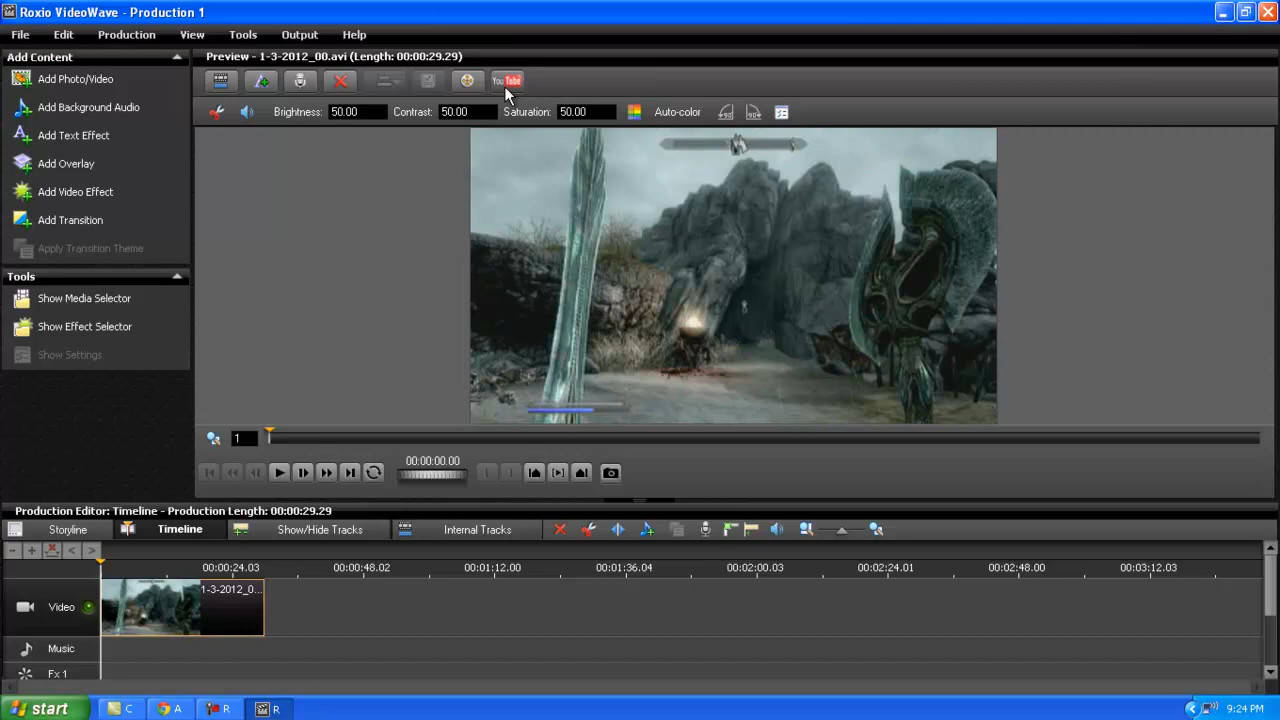 Roxio VideoWave - Production 1
File Edit Production View Tools Output Help
Add Content
Add Photo/Video
Add Background Audio
Add Text Effect
Add Overlay
Add Video Effect
Add Transition
Apply Transition Theme
Tools
Show Media Selector
Show Effect Selector
Show Settings
Preview - 1-3-2012_00.avi (Length: 00:00:29.29)
YouTube
Brightness: 50.00 Contrast: 50.00 Saturation: 50.00 Auto-color
1
00:00:00.00
Production Editor: Timeline - Production Length: 00:00:29.29
Storyline Timeline Show/Hide Tracks Internal Tracks
00:00:24.03 00:00:48.02 00:01:12.00 00:01:36.04 00:02:00.03 00:02:24.01 00:02:48.00 00:03:12.03
Video 1-3-2012_0...
Music
Fx 1
start C A R R 9:24 PM